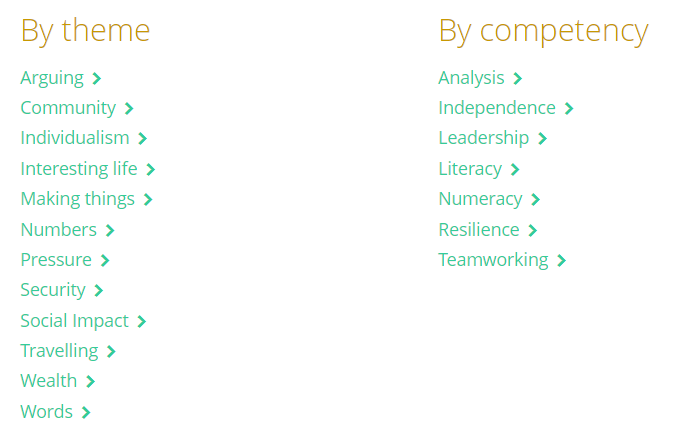 By theme
Arguing
Community
Individualism
Interesting life
Making things
Numbers
Pressure
Security
Social Impact
Travelling
Wealth
Words
By competency
Analysis
Independence
Leadership
Literacy
Numeracy
Resilience
Teamworking